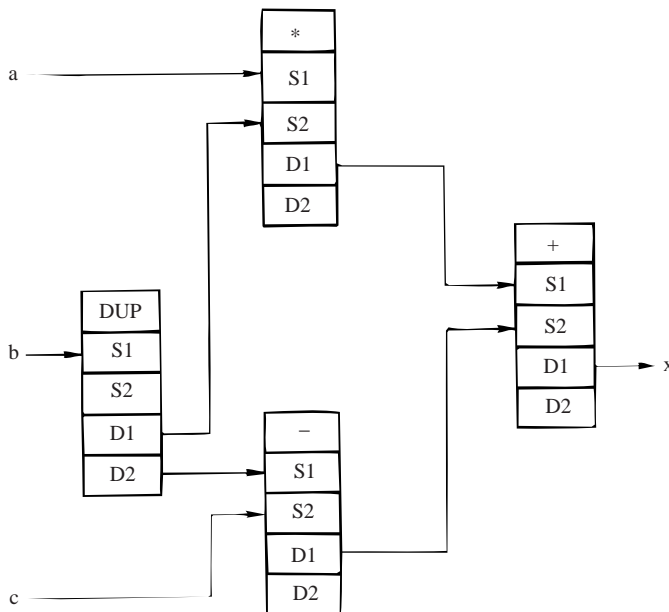 *
a
S1
S2
D1
D2
+
S1
S2
D1
D2
x
DUP
b
S1
S2
D1
D2
−
S1
S2
D1
D2
c